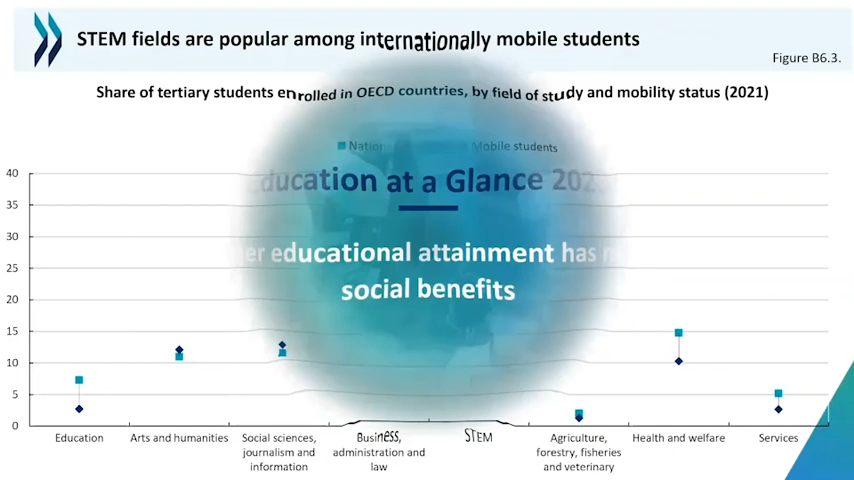 STEM fields are popular among internationally mobile students
Figure B6.3.
Share of tertiary students enrolled in OECD countries, by field of study and mobility status (2021)
Mobile students
Education at a Glance
educational attainment has
social benefits
40
35
30
25
20
15
10
5
0
Education
Arts and humanities
Social sciences,
journalism and
information
Business,
administration and
law
STEM
Agriculture,
forestry, fisheries
and veterinary
Health and welfare
Services